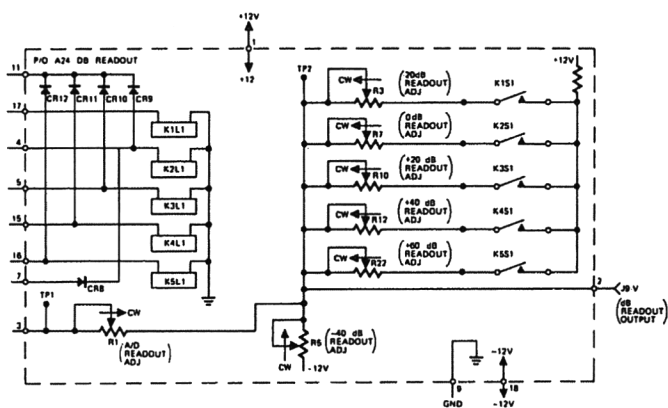 +12V
1
+12
P/O A24 DB READOUT
11
CR12 CR11 CR10 CR9
17
K1L1
4
K2L1
5
K3L1
15
K4L1
16
K5L1
7
CR8
TP1
3
CW
R1
(A/D READOUT ADJ)
TP2
+12V
CW
R3
(20dB READOUT ADJ)
K1S1
CW
R7
(0dB READOUT ADJ)
K2S1
CW
R10
(+20 dB READOUT ADJ)
K3S1
CW
R12
(+40 dB READOUT ADJ)
K4S1
CW
R22
(+60 dB READOUT ADJ)
K5S1
2
J9-V
(dB READOUT OUTPUT)
R5
(-40 dB READOUT ADJ)
CW
-12V
9
GND
-12V
18
-12V